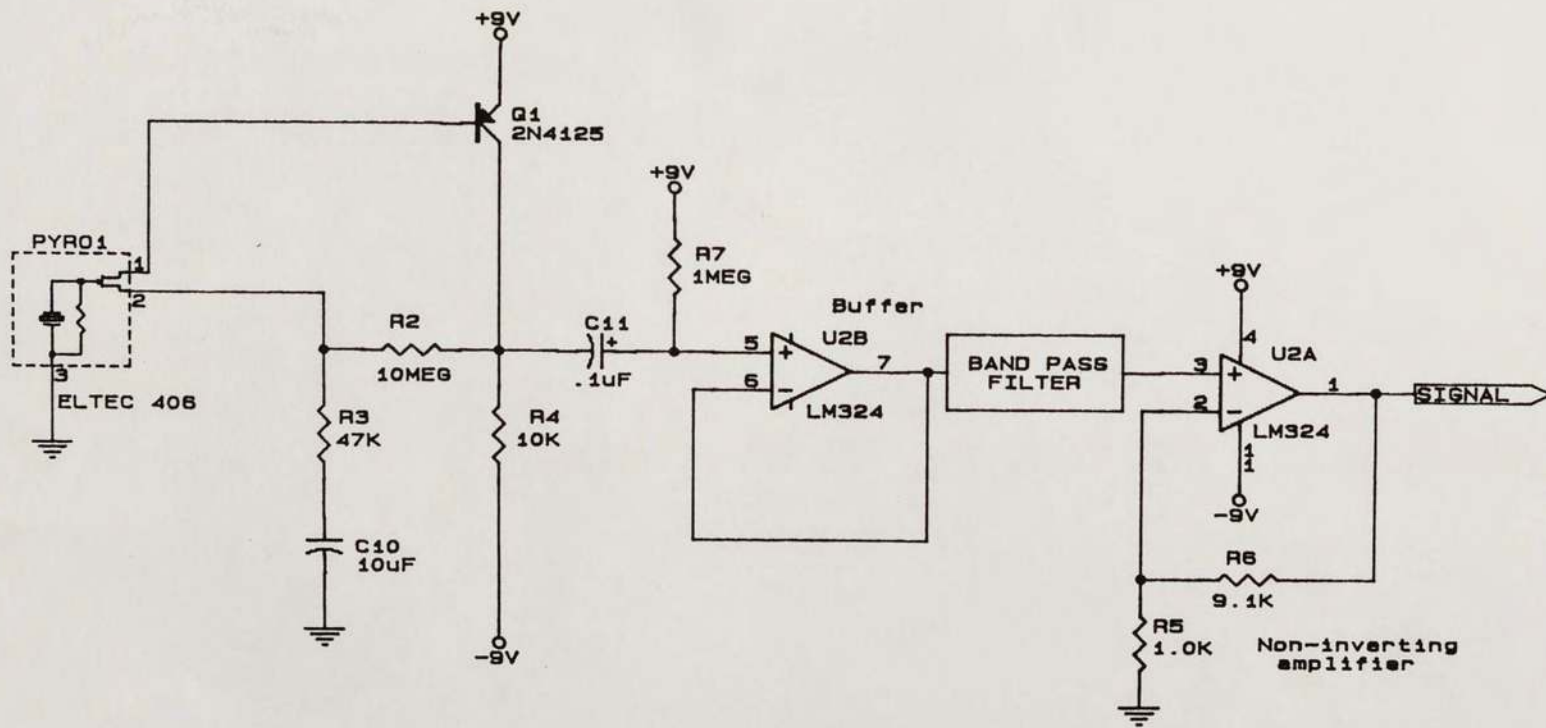 +9V
Q1
2N4125
+9V
PYRO1
1
2
3
ELTEC 406
R7
1MEG
R2
10MEG
C11
+
.1uF
R3
47K
R4
10K
C10
10uF
-9V
Buffer
U2B
5
+
6
-
7
LM324
BAND PASS
FILTER
+9V
4
U2A
3
+
2
-
1
LM324
11
-9V
SIGNAL
R6
9.1K
R5
1.0K
Non-inverting
amplifier